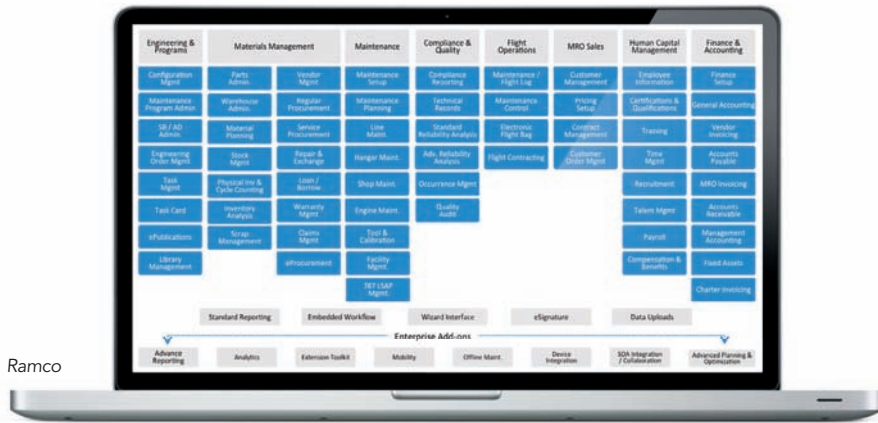 Engineering &
Programs
Materials Management
Maintenance
Compliance &
Quality
Flight
Operations
MRO Sales
Human Capital
Management
Finance &
Accounting
Configuration
Mgmt
Parts
Admin.
Vendor
Mgmt
Maintenance
Setup
Compliance
Reporting
Maintenance /
Flight Log
Customer
Management
Employee
Information
Finance
Setup
Maintenance
Program Admin
Warehouse
Admin.
Regular
Procurement
Maintenance
Planning
Technical
Records
Maintenance
Control
Pricing
Setup
Certifications &
Qualifications
General Accounting
SB / AD
Admin.
Material
Planning
Service
Procurement
Line
Maint.
Standard
Reliability Analysis
Electronic
Flight Bag
Contract
Management
Training
Vendor
Invoicing
Engineering
Order Mgmt
Stock
Mgmt
Repair &
Exchange
Hangar Maint.
Adv. Reliability
Analysis
Flight Contracting
Customer
Order Mgmt
Time
Mgmt
Accounts
Payable
Task
Mgmt
Physical Inv &
Cycle Counting
Loan /
Borrow
Shop Maint.
Occurrence Mgmt
Recruitment
MRO Invoicing
Task Card
Inventory
Analysis
Warranty
Mgmt
Engine Maint.
Quality
Audit
Talent Mgmt
Accounts
Receivable
ePublications
Scrap
Management
Claims
Mgmt
Tool &
Calibration
Payroll
Management
Accounting
Library
Management
eProcurement
Facility
Mgmt.
Compensation &
Benefits
Fixed Assets
787 LSAP
Mgmt.
Charter Invoicing
Standard Reporting
Embedded Workflow
Wizard Interface
eSignature
Data Uploads
Enterprise Add-ons
Advance
Reporting
Analytics
Extension Toolkit
Mobility
Offline Maint.
Device
Integration
SOA Integration
/ Collaboration
Advanced Planning &
Optimization
Ramco